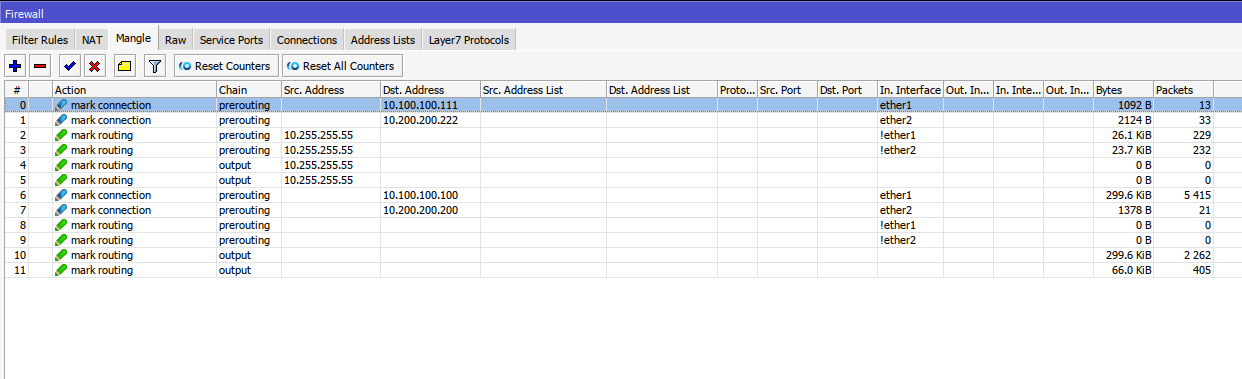 Firewall
Filter Rules NAT Mangle Raw Service Ports Connections Address Lists Layer7 Protocols
Reset Counters Reset All Counters
# Action Chain Src. Address Dst. Address Src. Address List Dst. Address List Proto... Src. Port Dst. Port In. Interface Out. In... In. Inte... Out. In... Bytes Packets
0 mark connection prerouting 10.100.100.111 ether1 1092 B 13
1 mark connection prerouting 10.200.200.222 ether2 2124 B 33
2 mark routing prerouting 10.255.255.55 !ether1 26.1 KiB 229
3 mark routing prerouting 10.255.255.55 !ether2 23.7 KiB 232
4 mark routing output 10.255.255.55 0 B 0
5 mark routing output 10.255.255.55 0 B 0
6 mark connection prerouting 10.100.100.100 ether1 299.6 KiB 5 415
7 mark connection prerouting 10.200.200.200 ether2 1378 B 21
8 mark routing prerouting !ether1 0 B 0
9 mark routing prerouting !ether2 0 B 0
10 mark routing output 299.6 KiB 2 262
11 mark routing output 66.0 KiB 405